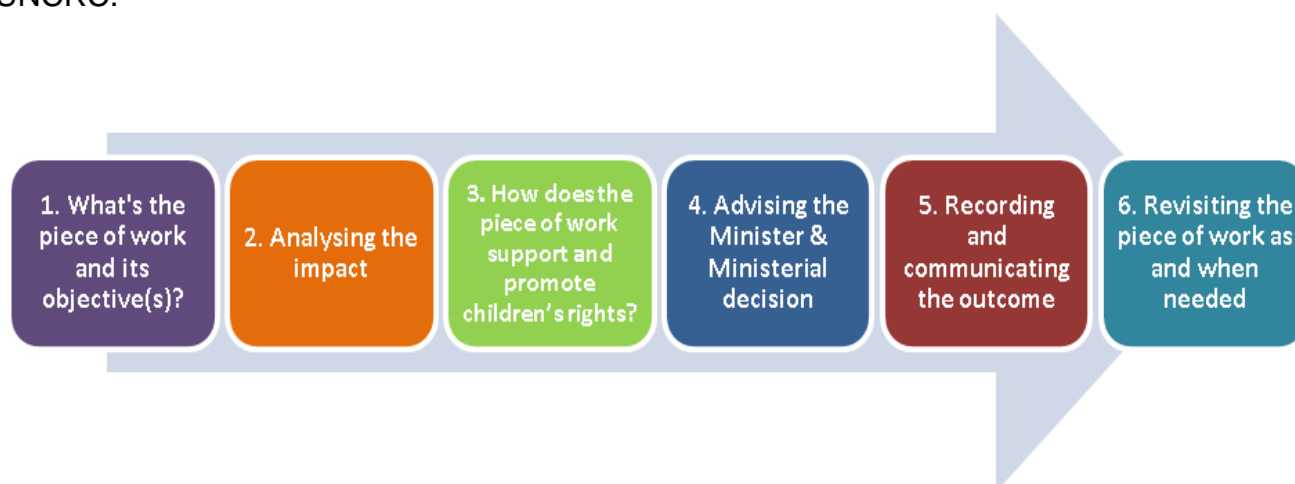 UNCRC.
1. What's the
piece of work
and its
objective(s)?
2. Analysing the
impact
3. How does the
piece of work
support and
promote
children's rights?
4. Advising the
Minister &
Ministerial
decision
5. Recording
and
communicating
the outcome
6. Revisiting the
piece of work as
and when
needed